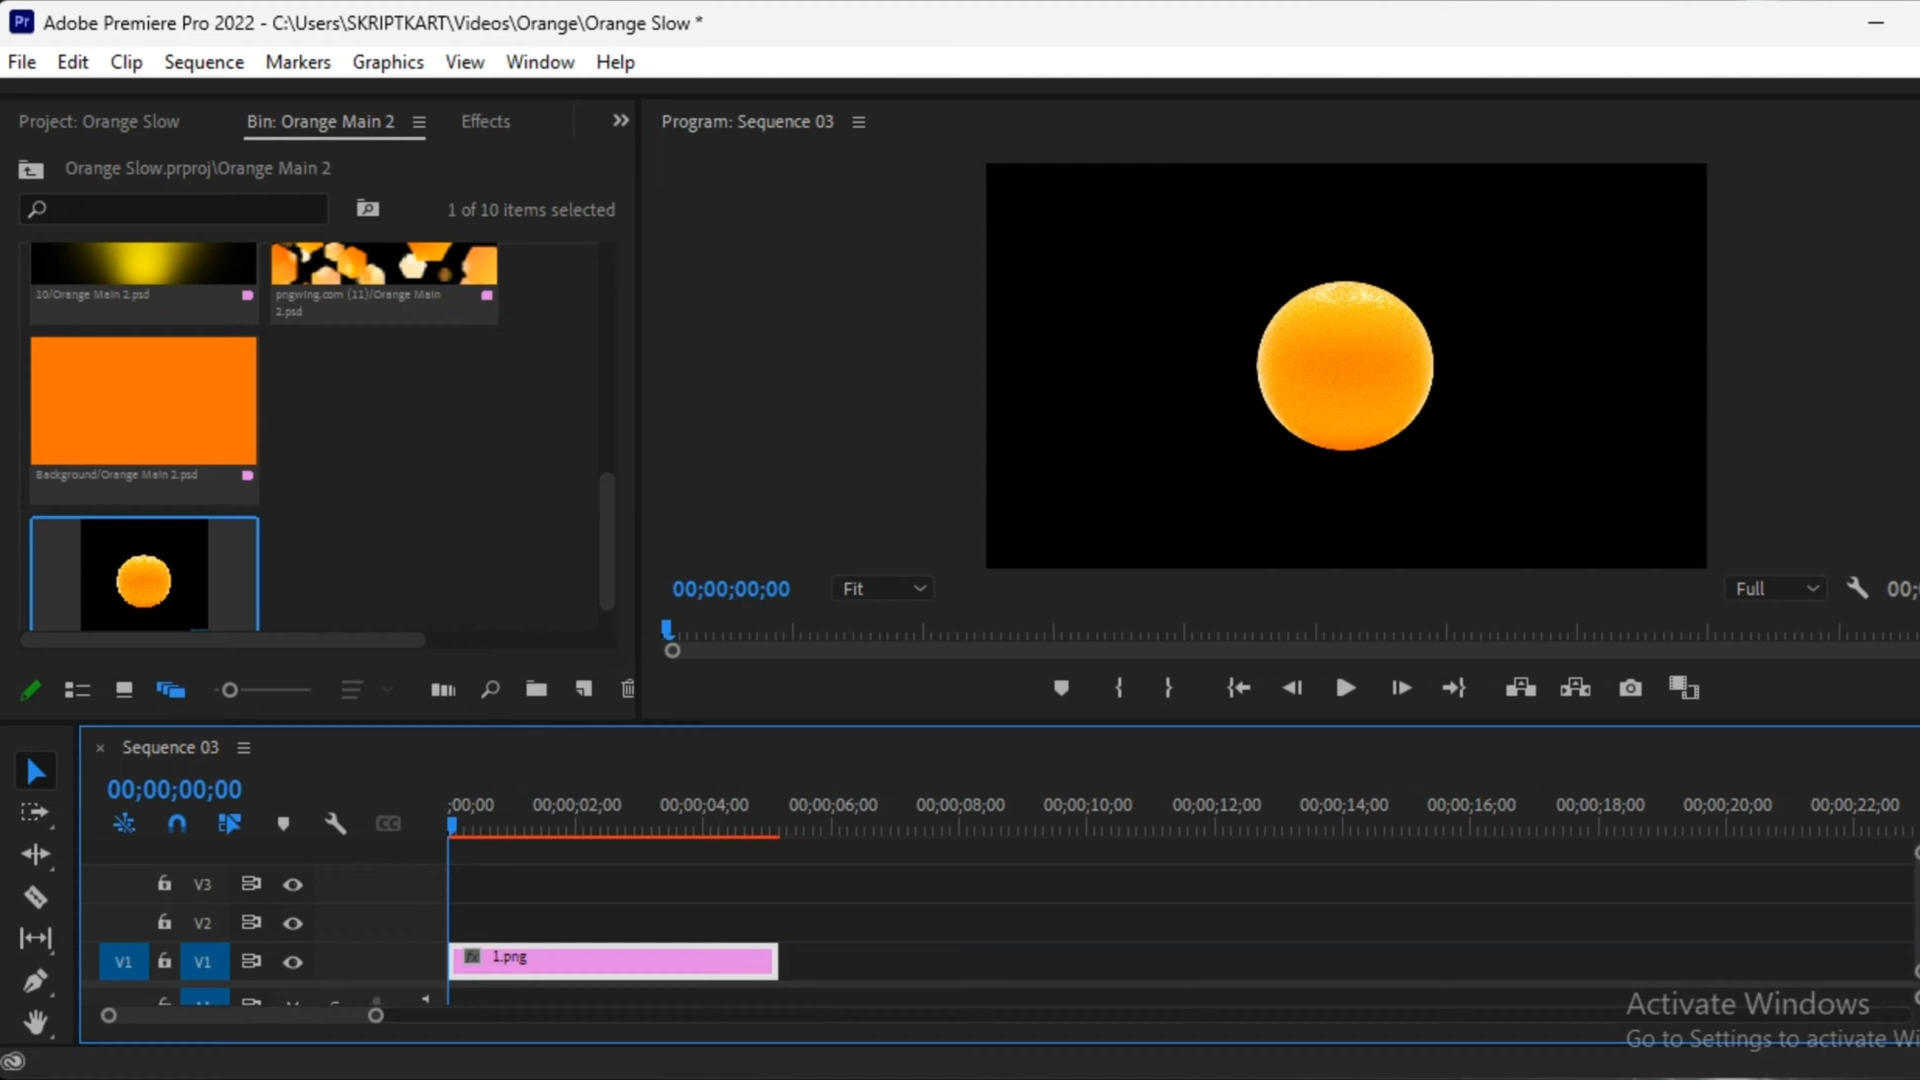 Pr Adobe Premiere Pro 2022 - C:\Users\SKRIPTKART\Videos\Orange\Orange Slow *
File Edit Clip Sequence Markers Graphics View Window Help
Project: Orange Slow Bin: Orange Main 2 Effects
Program: Sequence 03
Orange Slow.prproj\Orange Main 2
1 of 10 items selected
10/Orange Main 2.psd
pngwing.com (11)/Orange Main
2.psd
Background/Orange Main 2.psd
00;00;00;00 Fit Full 00;
Sequence 03
00;00;00;00
;00;00 00;00;02;00 00;00;04;00 00;00;06;00 00;00;08;00 00;00;10;00 00;00;12;00 00;00;14;00 00;00;16;00 00;00;18;00 00;00;20;00 00;00;22;00
CC
V3
V2
V1 V1
fx 1.png
Activate Windows
Go to Settings to activate Wi